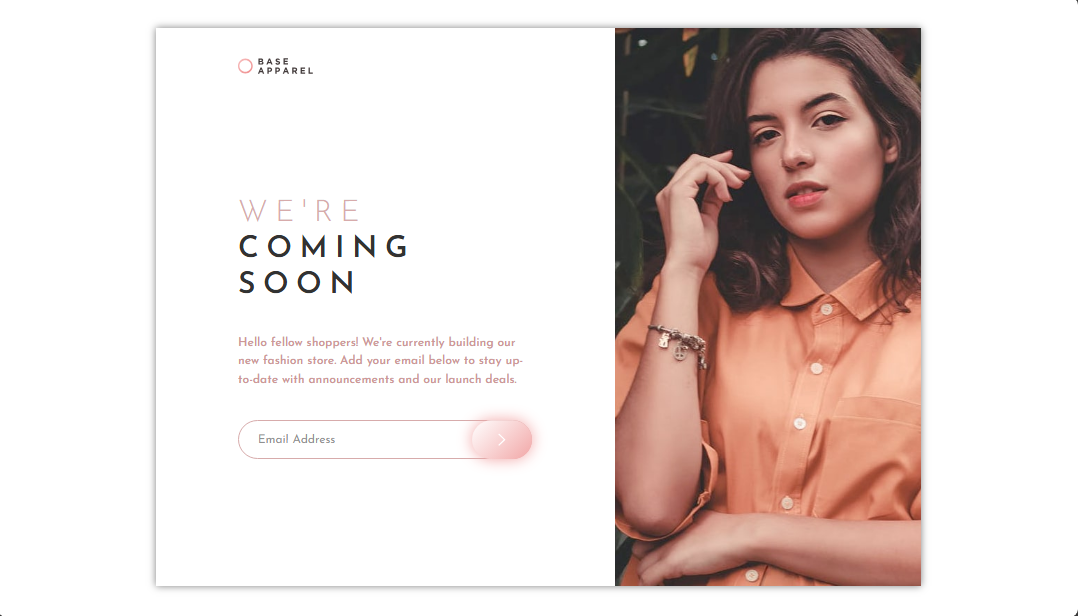 BASE
APPAREL
WE'RE
COMING
SOON
Hello fellow shoppers! We're currently building our
new fashion store. Add your email below to stay up-
to-date with announcements and our launch deals.
Email Address